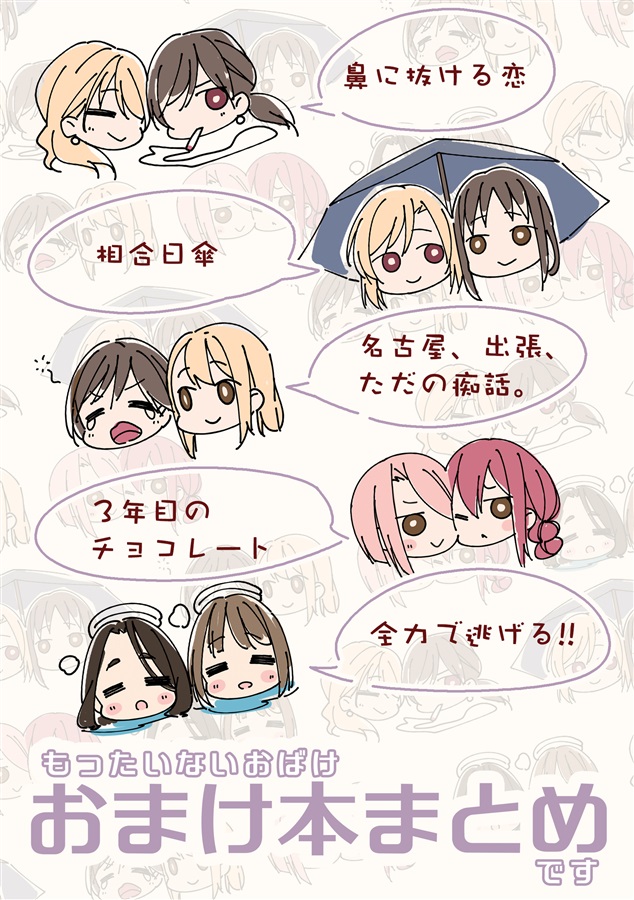 鼻に抜ける恋
相合日傘
名古屋、出張、
ただの痴話。
3年目の
チョコレート
全力で逃げる!!
もったいないおばけ
おまけ本まとめ
です